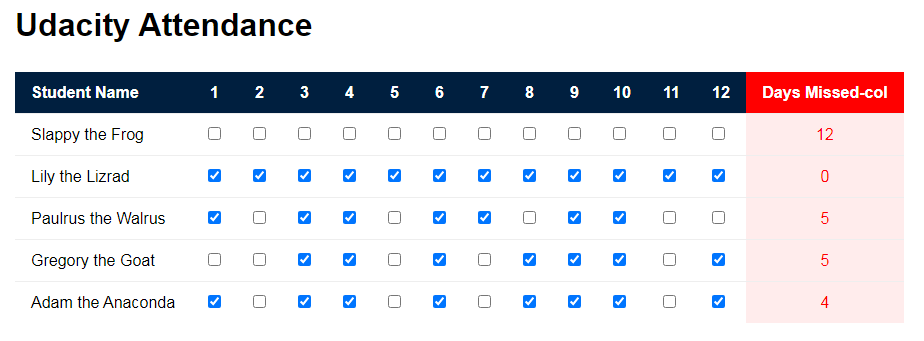 Udacity Attendance
Student Name 1 2 3 4 5 6 7 8 9 10 11 12 Days Missed-col
Slappy the Frog 12
Lily the Lizrad 0
Paulrus the Walrus 5
Gregory the Goat 5
Adam the Anaconda 4